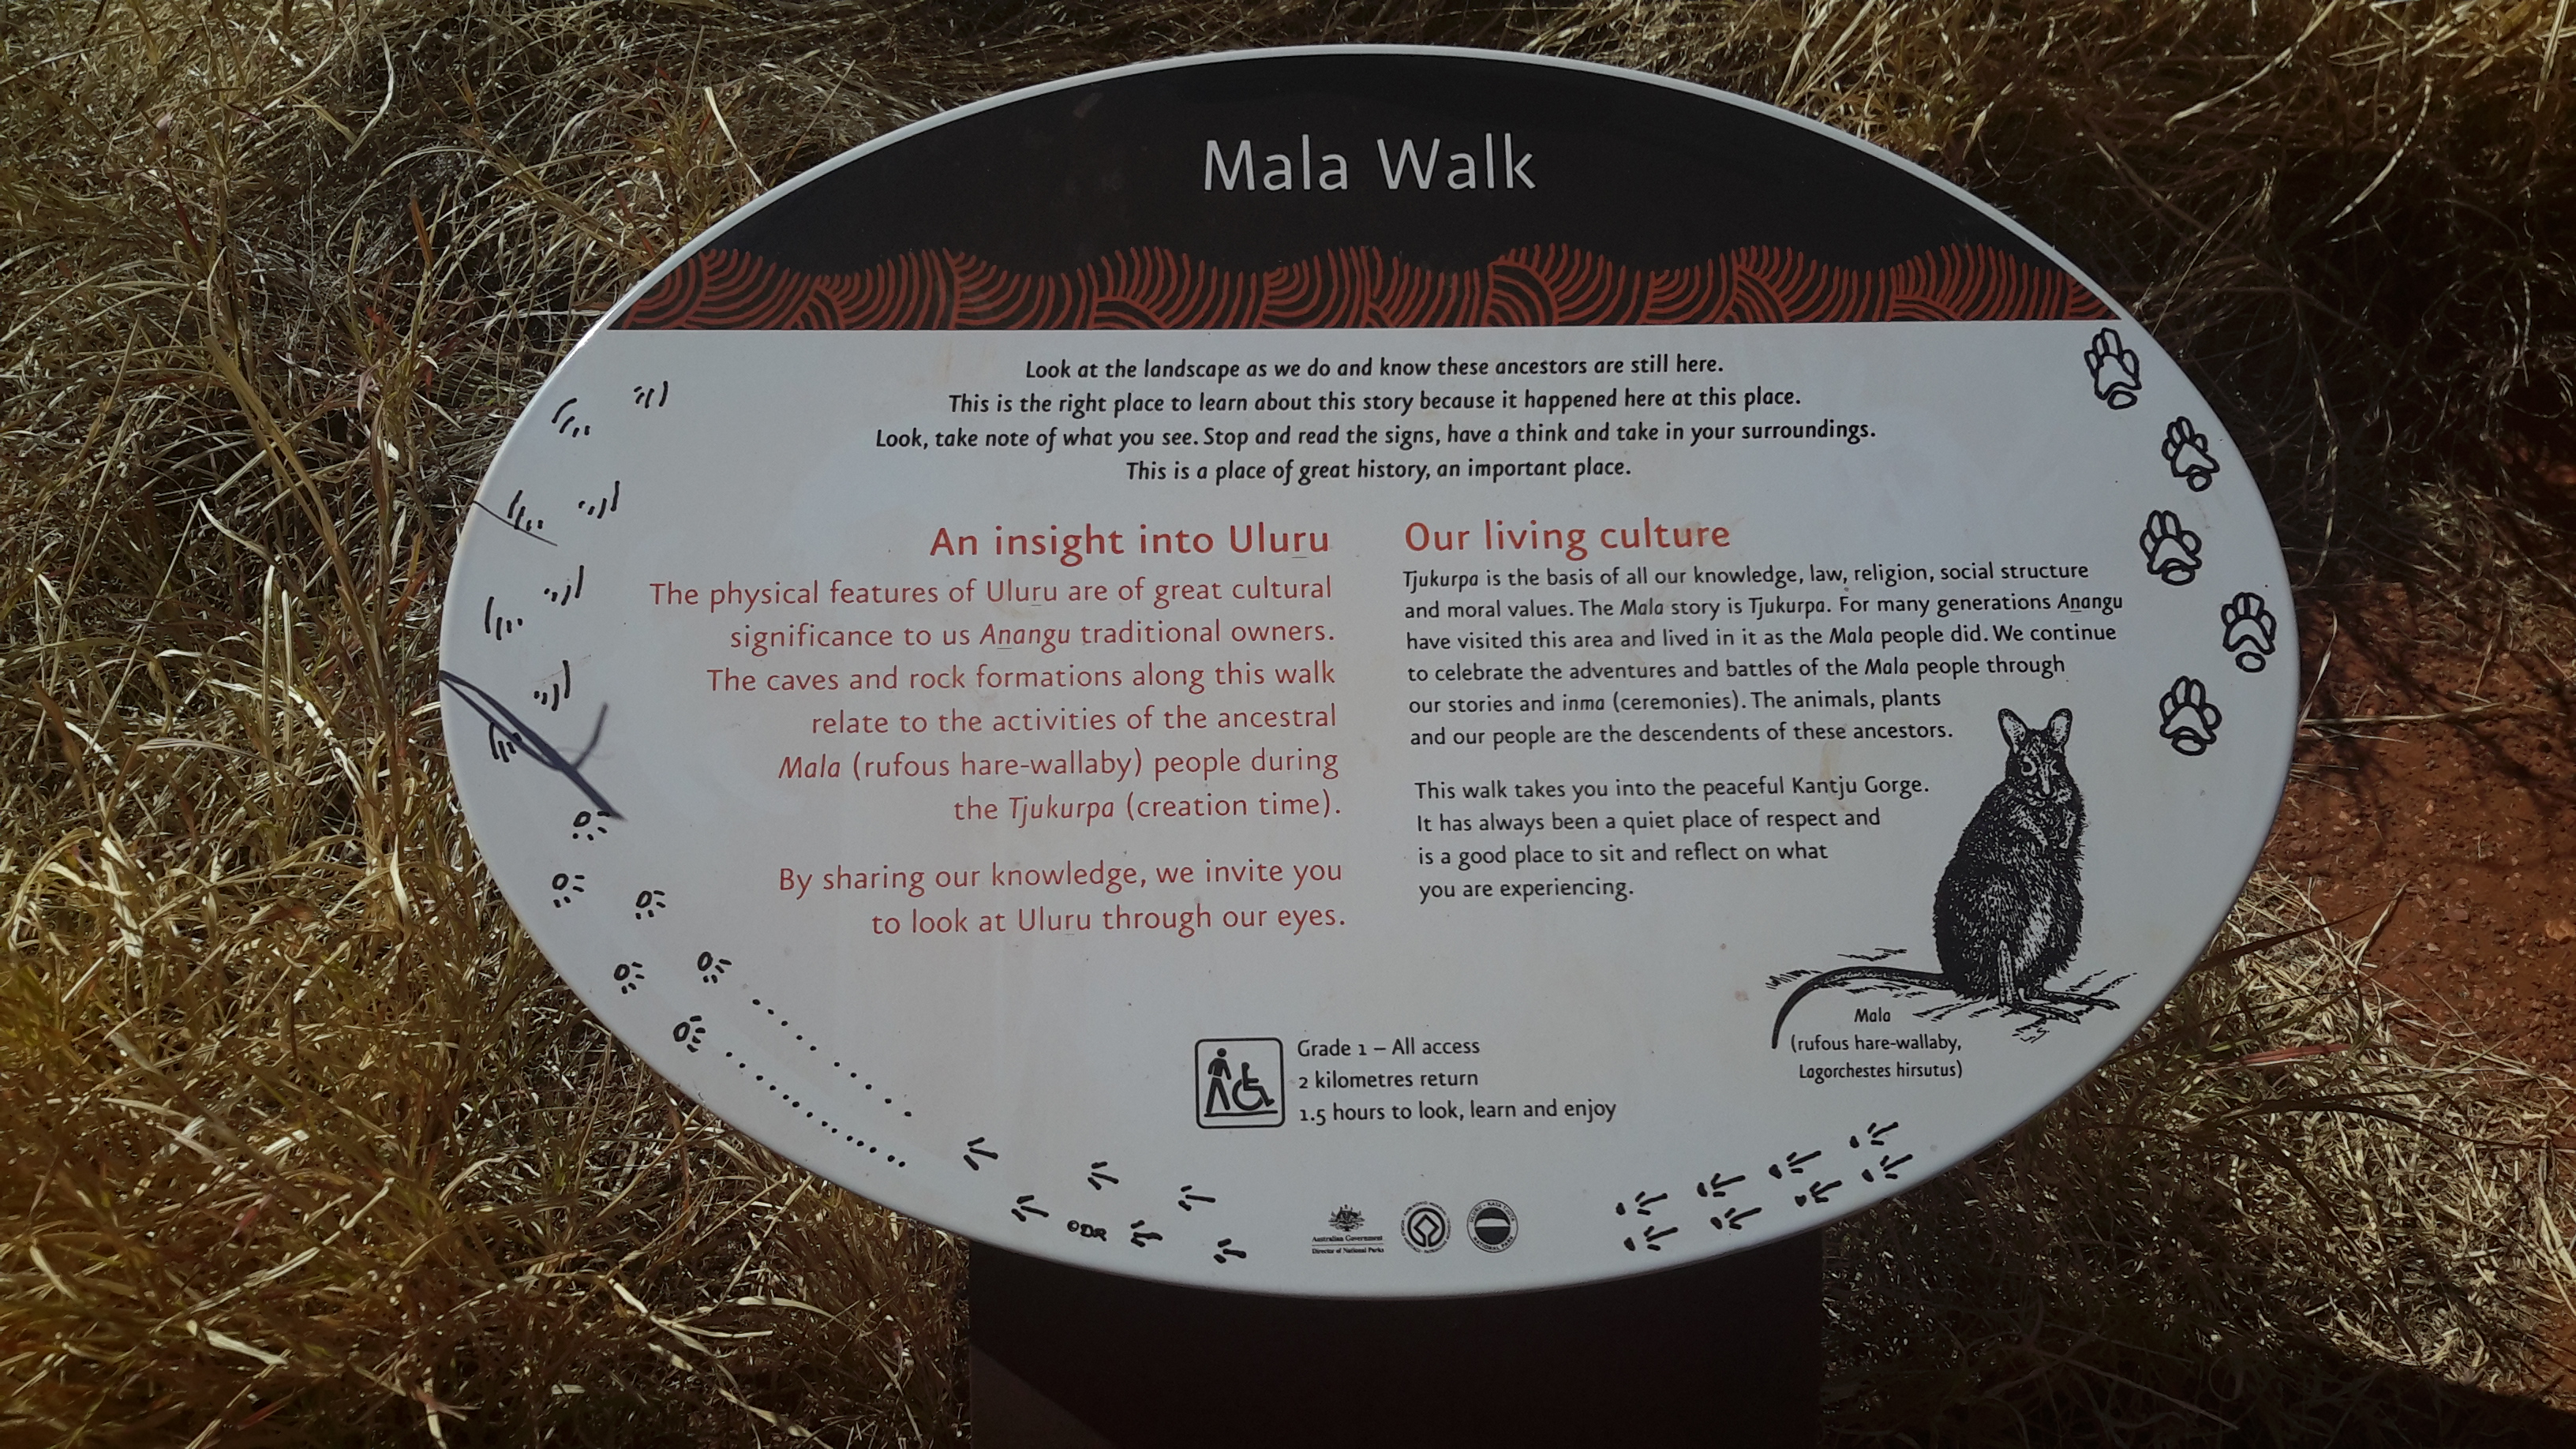 Mala Walk
Look at the landscape as we do and know these ancestors are still here.
This is the right place to learn about this story because it happened here at this place.
Look, take note of what you see. Stop and read the signs, have a think and take in your surroundings.
This is a place of great history, an important place.
An insight into Uluṟu
The physical features of Uluṟu are of great cultural
significance to us Aṉangu traditional owners.
The caves and rock formations along this walk
relate to the activities of the ancestral
Mala (rufous hare-wallaby) people during
the Tjukurpa (creation time).
By sharing our knowledge, we invite you
to look at Uluṟu through our eyes.
Our living culture
Tjukurpa is the basis of all our knowledge, law, religion, social structure
and moral values. The Mala story is Tjukurpa. For many generations Aṉangu
have visited this area and lived in it as the Mala people did. We continue
to celebrate the adventures and battles of the Mala people through
our stories and inma (ceremonies). The animals, plants
and our people are the descendents of these ancestors.
This walk takes you into the peaceful Kantju Gorge.
It has always been a quiet place of respect and
is a good place to sit and reflect on what
you are experiencing.
Mala
(rufous hare-wallaby,
Lagorchestes hirsutus)
Grade 1 – All access
2 kilometres return
1.5 hours to look, learn and enjoy
©DR
Australian Government
Director of National Parks